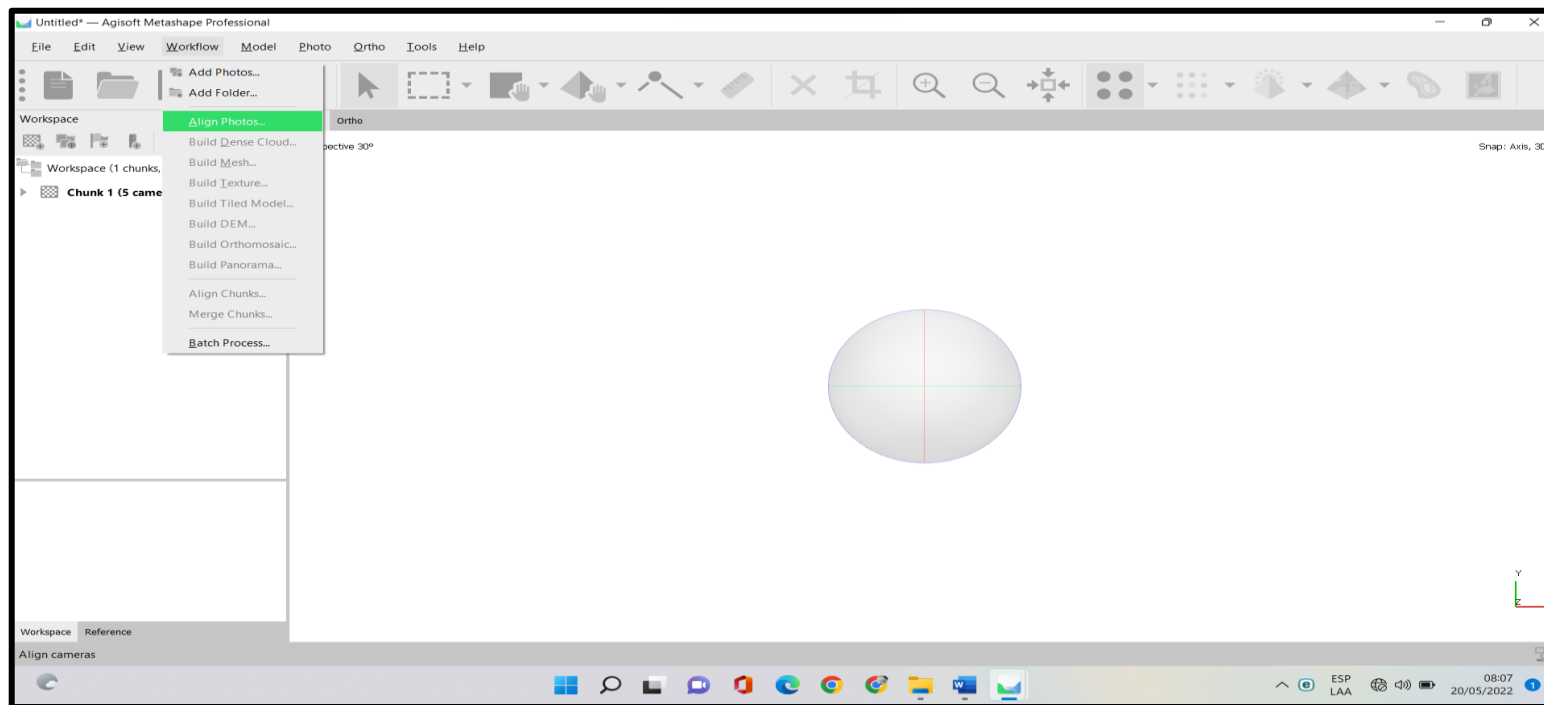 Untitled* — Agisoft Metashape Professional
File Edit View Workflow Model Photo Ortho Tools Help
Add Photos...
Add Folder...
Workspace
Align Photos...
Ortho
Build Dense Cloud...
pective 30°
Snap: Axis, 3D
Build Mesh...
Workspace (1 chunks,
Build Texture...
Chunk 1 (5 came
Build Tiled Model...
Build DEM...
Build Orthomosaic...
Build Panorama...
Align Chunks...
Merge Chunks...
Batch Process...
Y
Z
Workspace Reference
Align cameras
ESP
LAA
08:07
20/05/2022
1